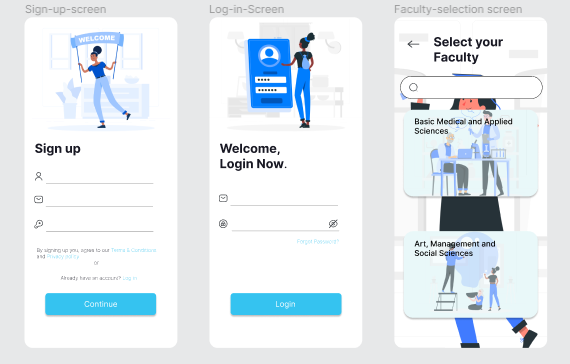 Sign-up-screen
WELCOME
Sign up
By signing up you, agree to our Terms & Conditions
and Privacy policy
or
Already have an account? Log in
Continue
Log-in-Screen
Welcome,
Login Now.
Forgot Password?
Login
Faculty-selection screen
Select your
Faculty
Basic Medical and Applied
Sciences
Art, Management and
Social Sciences